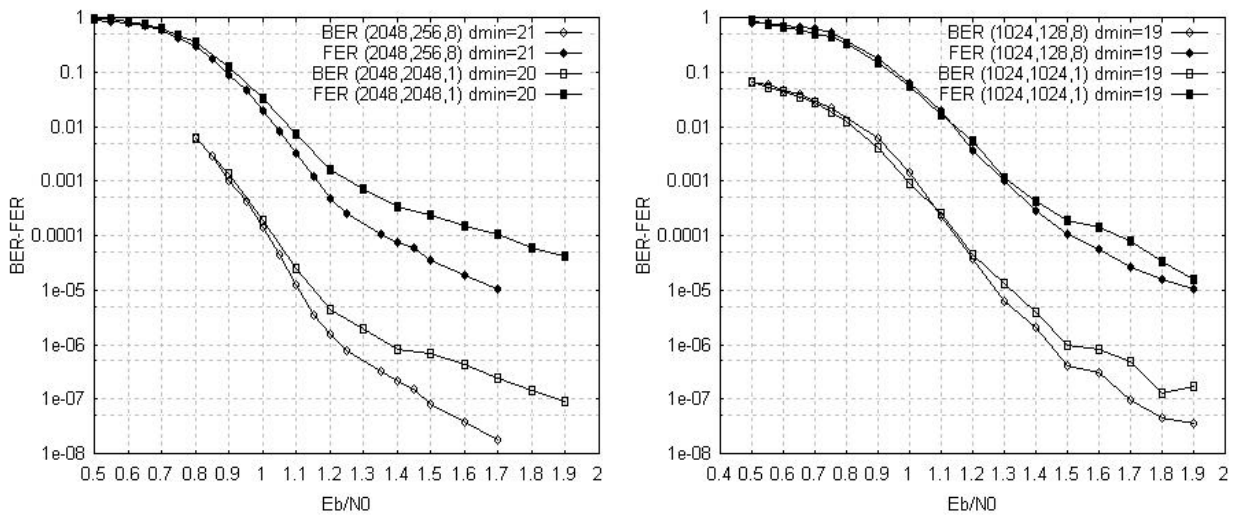 1
0.1
0.01
0.001
0.0001
1e-05
1e-06
1e-07
1e-08
BER-FER
BER (2048,256,8) dmin=21
FER (2048,256,8) dmin=21
BER (2048,2048,1) dmin=20
FER (2048,2048,1) dmin=20
0.5 0.6 0.7 0.8 0.9 1 1.1 1.2 1.3 1.4 1.5 1.6 1.7 1.8 1.9 2
Eb/N0
1
0.1
0.01
0.001
0.0001
1e-05
1e-06
1e-07
1e-08
BER-FER
BER (1024,128,8) dmin=19
FER (1024,128,8) dmin=19
BER (1024,1024,1) dmin=19
FER (1024,1024,1) dmin=19
0.4 0.5 0.6 0.7 0.8 0.9 1 1.1 1.2 1.3 1.4 1.5 1.6 1.7 1.8 1.9 2
Eb/N0